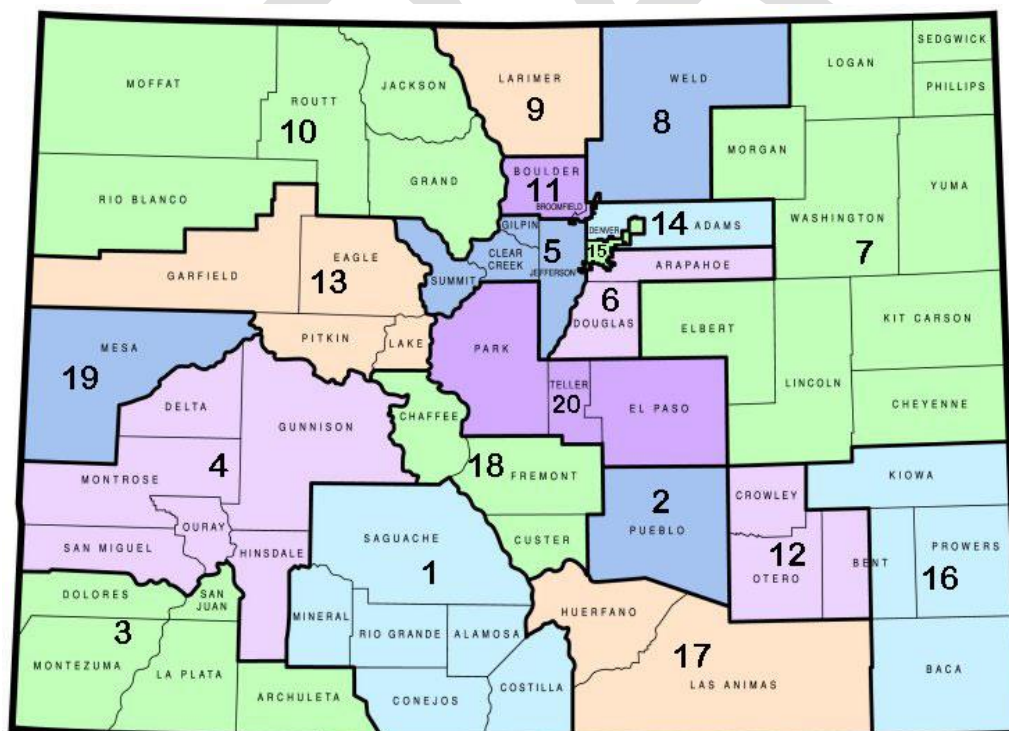 SEDGWICK
LOGAN
MOFFAT
JACKSON
LARIMER
WELD
PHILLIPS
ROUTT
9
8
10
MORGAN
BOULDER
11
GRAND
YUMA
RIO BLANCO
BROOMFIELD
GILPIN
DENVER
14
ADAMS
WASHINGTON
7
5
15
CLEAR
CREEK
EAGLE
GARFIELD
13
SUMMIT
JEFFERSON
ARAPAHOE
6
DOUGLAS
ELBERT
KIT CARSON
PITKIN
LAKE
MESA
PARK
19
TELLER
20
EL PASO
LINCOLN
CHEYENNE
DELTA
CHAFFEE
GUNNISON
4
18
FREMONT
MONTROSE
KIOWA
CROWLEY
2
PUEBLO
OURAY
SAGUACHE
CUSTER
SAN MIGUEL
HINSDALE
12
OTERO
BENT
PROWERS
16
1
DOLORES
SAN
JUAN
MINERAL
RIO GRANDE
ALAMOSA
HUERFANO
3
17
MONTEZUMA
LA PLATA
BACA
LAS ANIMAS
COSTILLA
ARCHULETA
CONEJOS